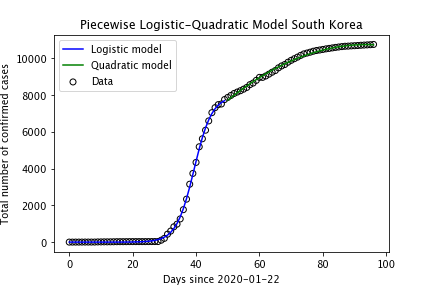 Piecewise Logistic-Quadratic Model South Korea
Logistic model
Quadratic model
Data
Total number of confirmed cases
10000
8000
6000
4000
2000
0
0 20 40 60 80 100
Days since 2020-01-22